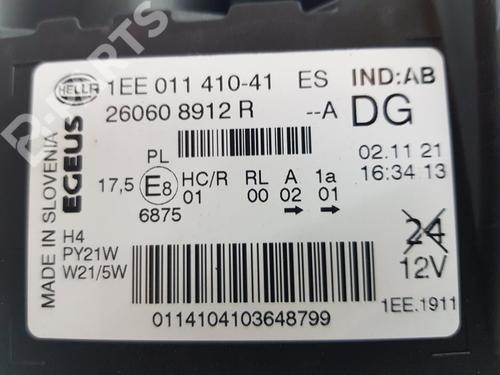 HELLA
1EE 011 410-41 ES IND:AB
26060 8912 R --A DG
MADE IN SLOVENIA
EGEUS
PL
17,5 E8 HC/R RL A 1a
01 00 02 01
6875
02.11 21
16:34 13
H4
PY21W
W21/5W
24
12V
1EE.1911
0114104103648799
B-PARTS